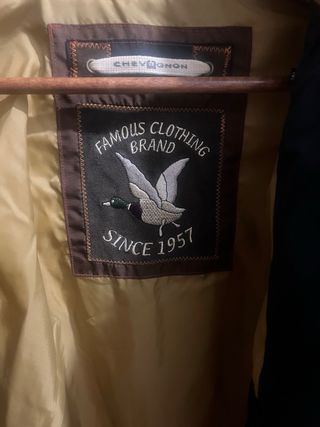 CHEVIGNON
FAMOUS CLOTHING
BRAND
SINCE 1957